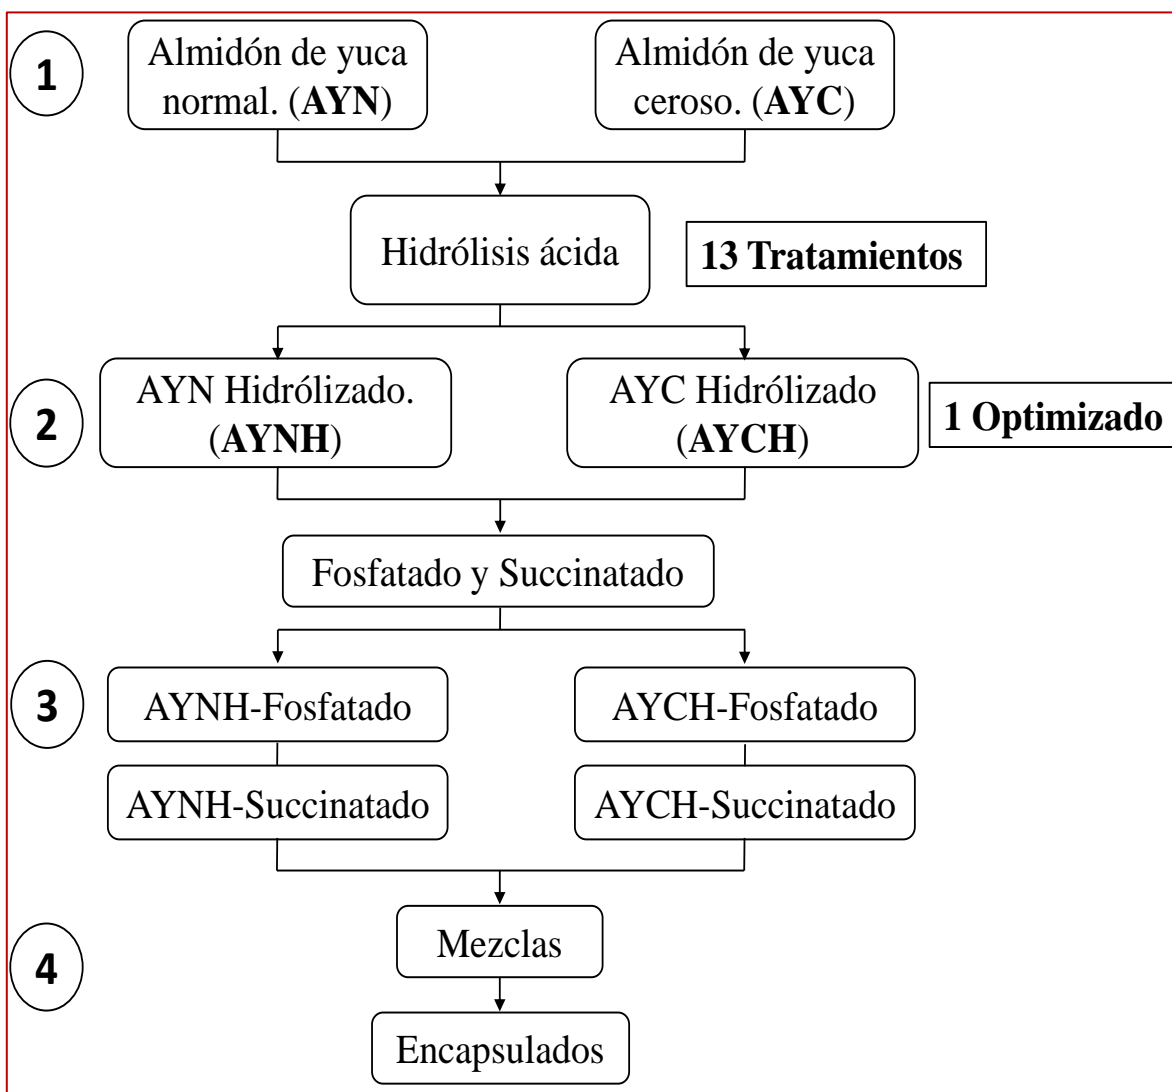 1
Almidón de yuca
normal. (AYN)
Almidón de yuca
ceroso. (AYC)
Hidrólisis ácida
13 Tratamientos
2
AYN Hidrólizado.
(AYNH)
AYC Hidrólizado
(AYCH)
1 Optimizado
Fosfatado y Succinatado
3
AYNH-Fosfatado
AYCH-Fosfatado
AYNH-Succinatado
AYCH-Succinatado
4
Mezclas
Encapsulados